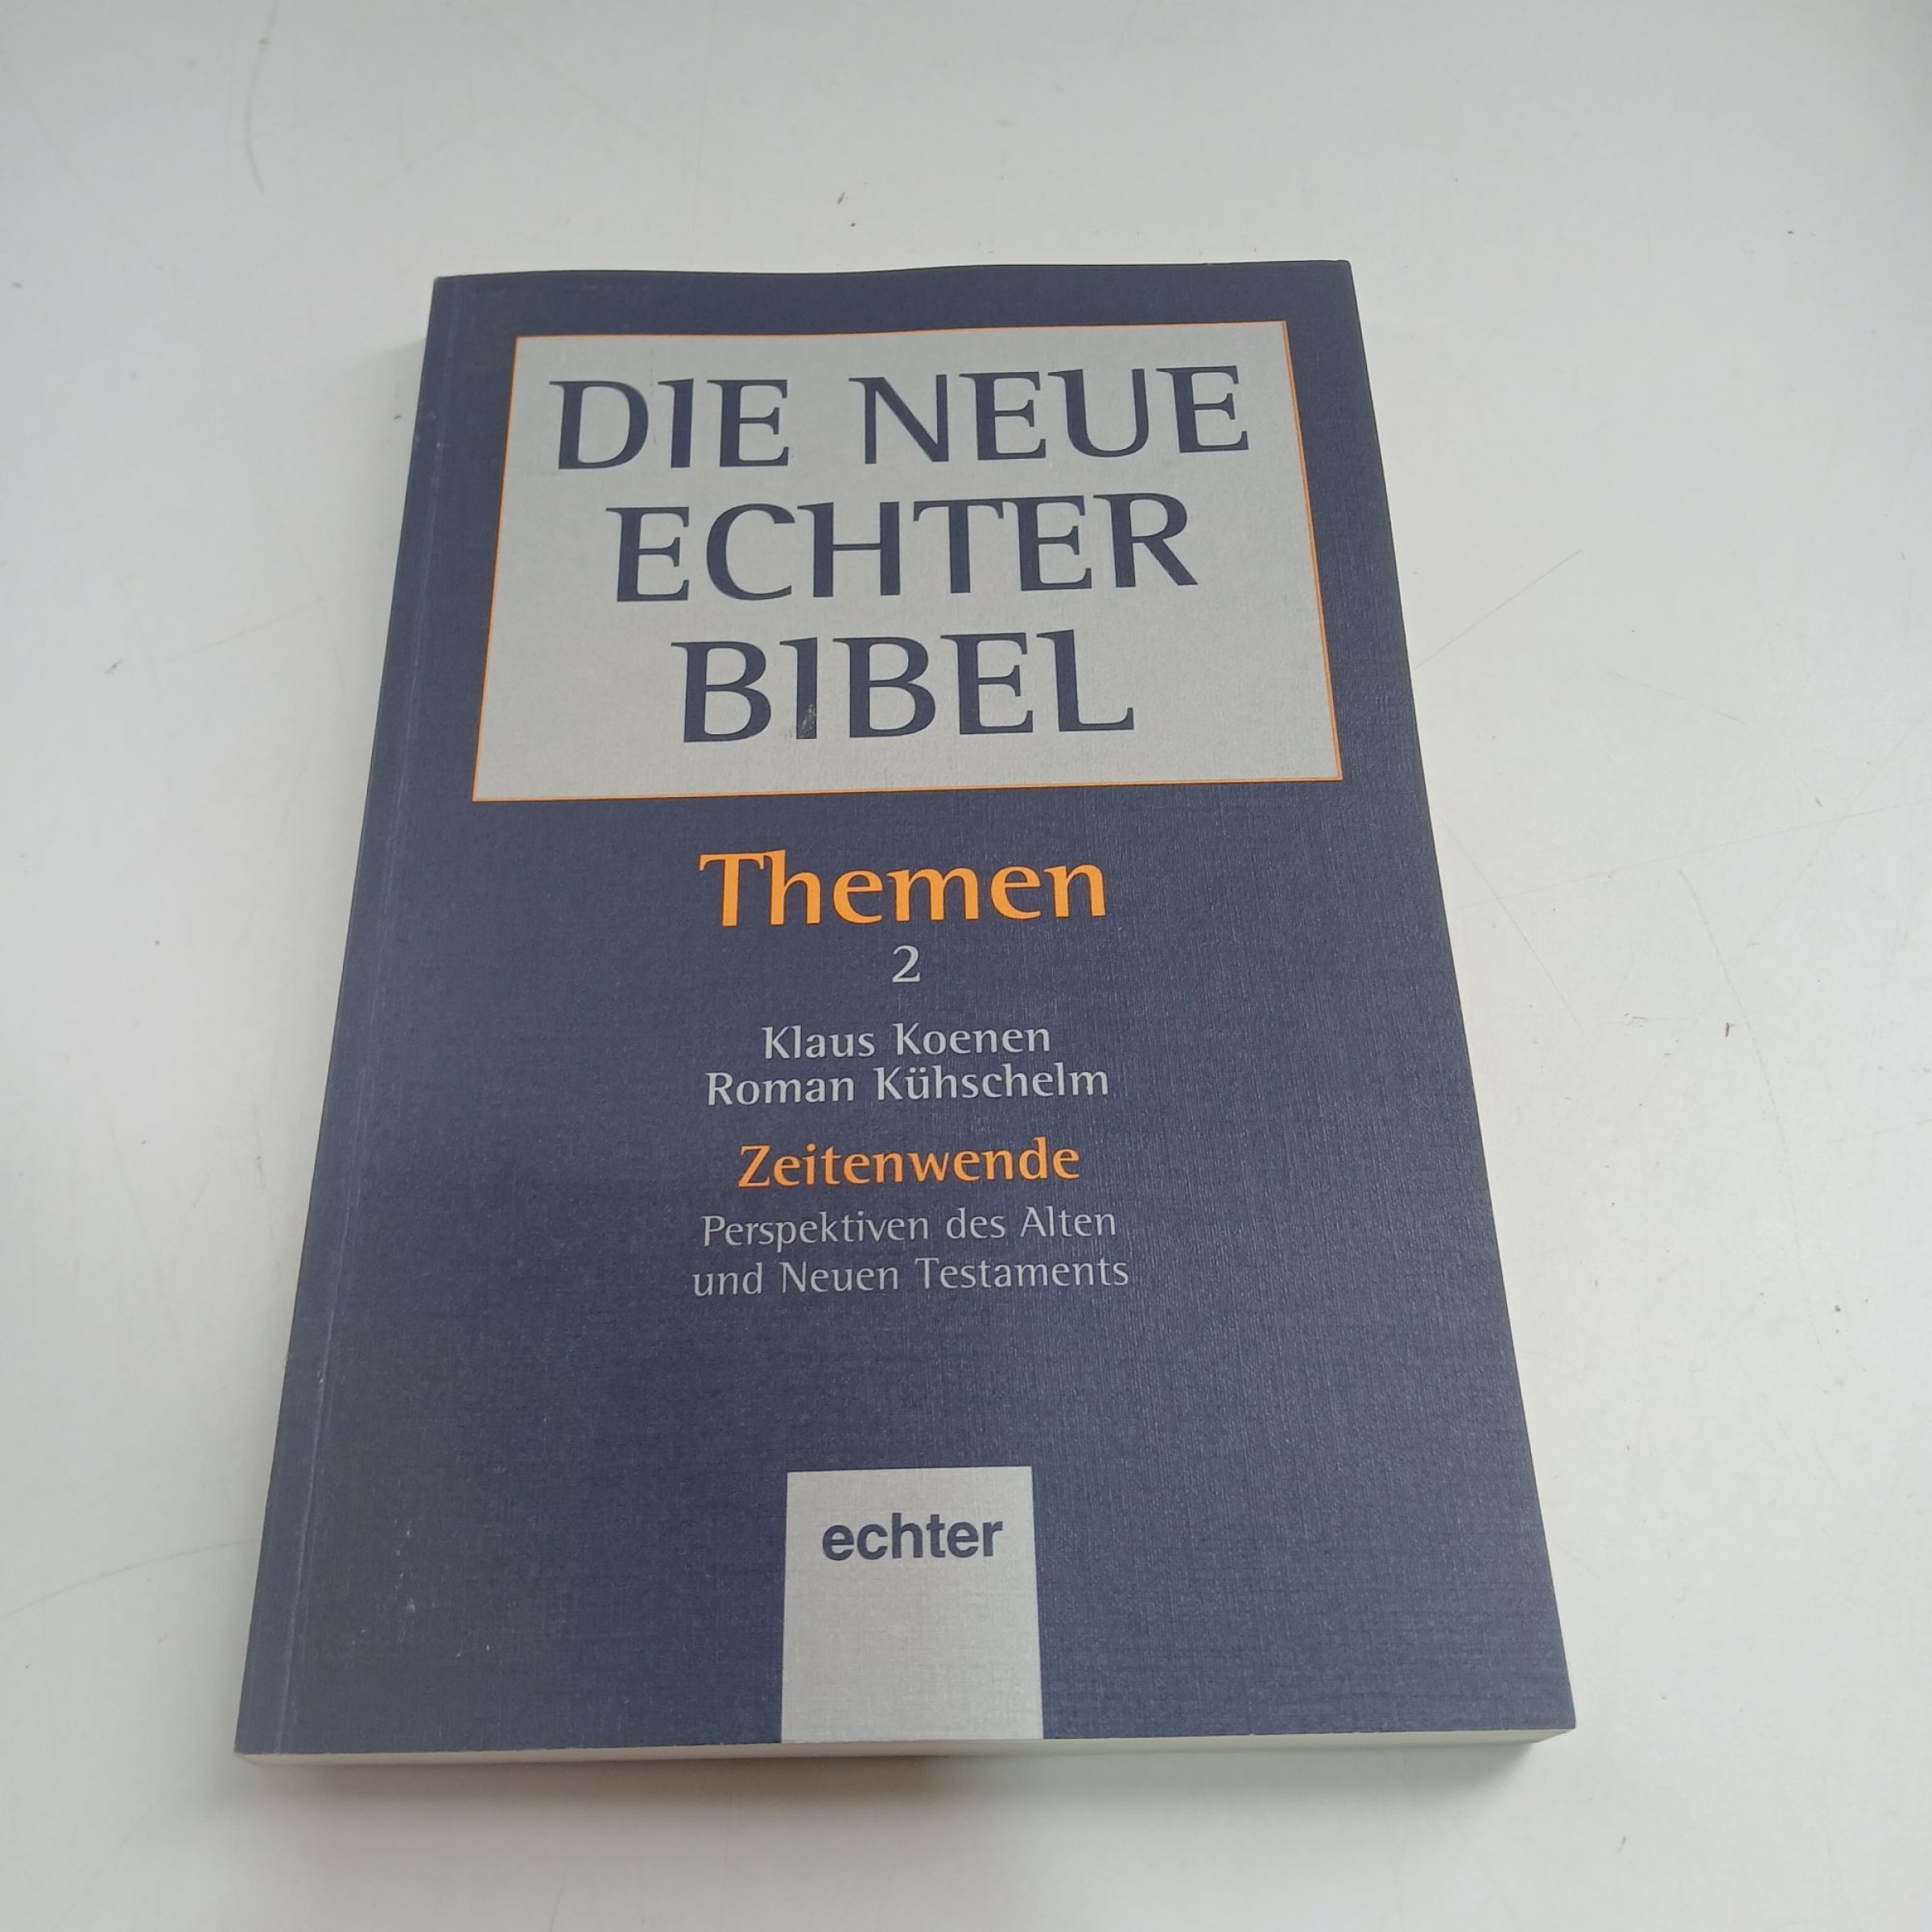 DIE NEUE
ECHTER
BIBEL
Themen
2
Klaus Koenen
Roman Kühschelm
Zeitenwende
Perspektiven des Alten
und Neuen Testaments
echter